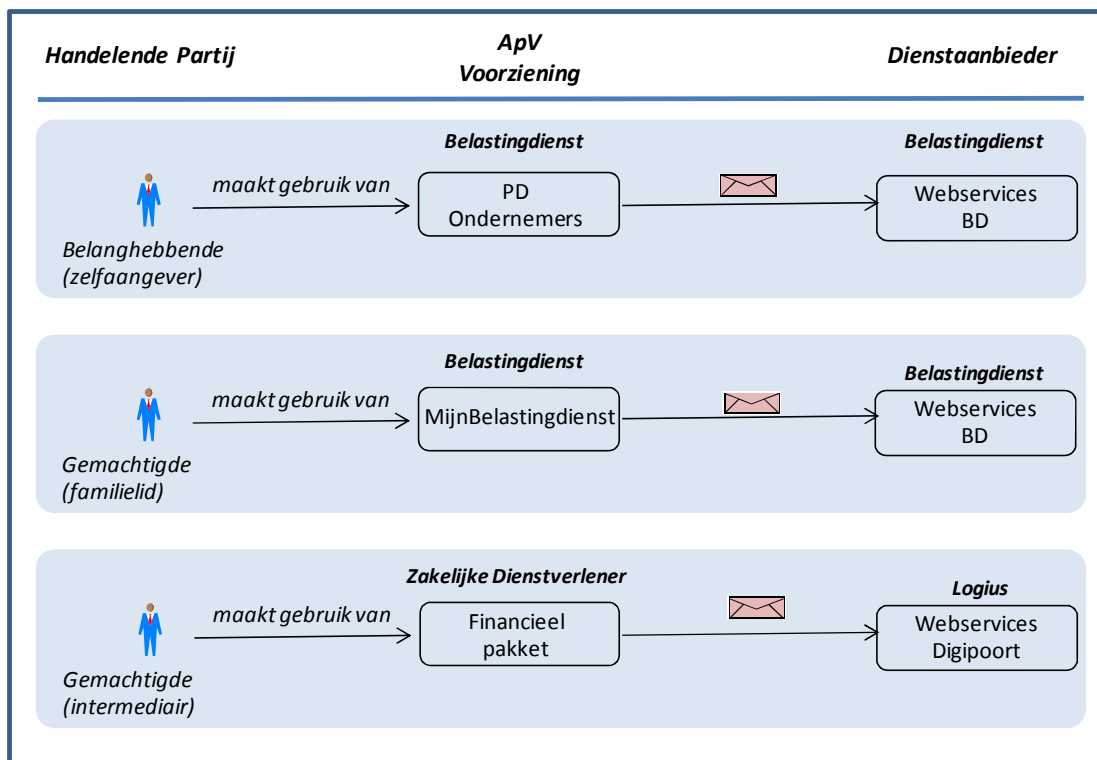 Handelende Partij
ApV
Voorziening
Dienstaanbieder
Belastingdienst
Belastingdienst
maakt gebruik van
PD
Ondernemers
Webservices
BD
Belanghebbende
(zelfaangever)
Belastingdienst
Belastingdienst
maakt gebruik van
MijnBelastingdienst
Webservices
BD
Gemachtigde
(familielid)
Zakelijke Dienstverlener
Logius
maakt gebruik van
Financieel
pakket
Webservices
Digipoort
Gemachtigde
(intermediair)